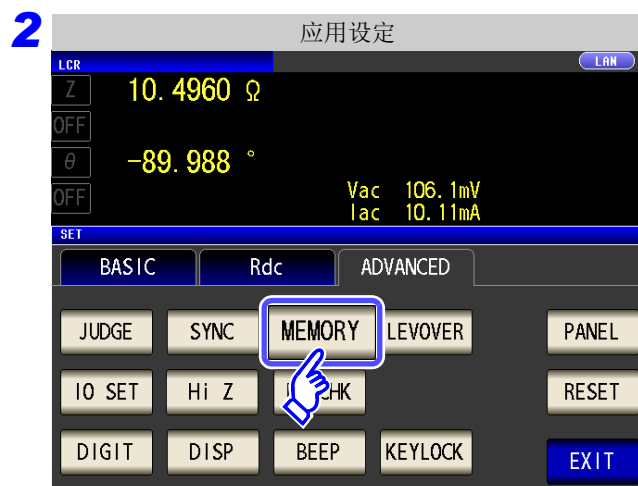 2
应用设定
LCR LAN
Z 10.4960 Ω
OFF
θ -89.988 °
OFF
Vac 106.1mV
Iac 10.11mA
SET
BASIC Rdc ADVANCED
JUDGE SYNC MEMORY LEVOVER PANEL
IO SET Hi Z RESET
DIGIT DISP BEEP KEYLOCK EXIT